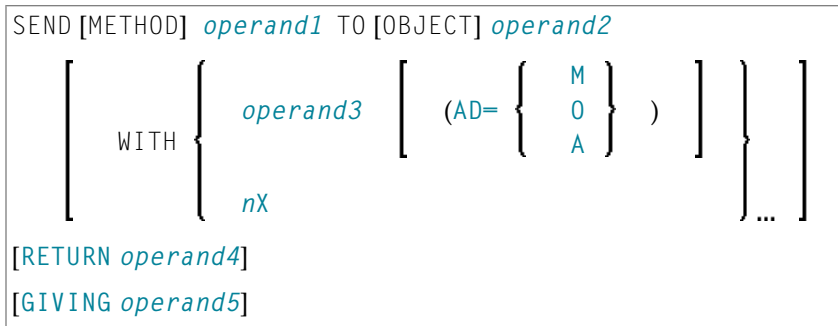 SEND [METHOD] operand1 TO [OBJECT] operand2
M
operand3 [ (AD= { O } ) ]
WITH
A
nX
...
[RETURN operand4]
[GIVING operand5]